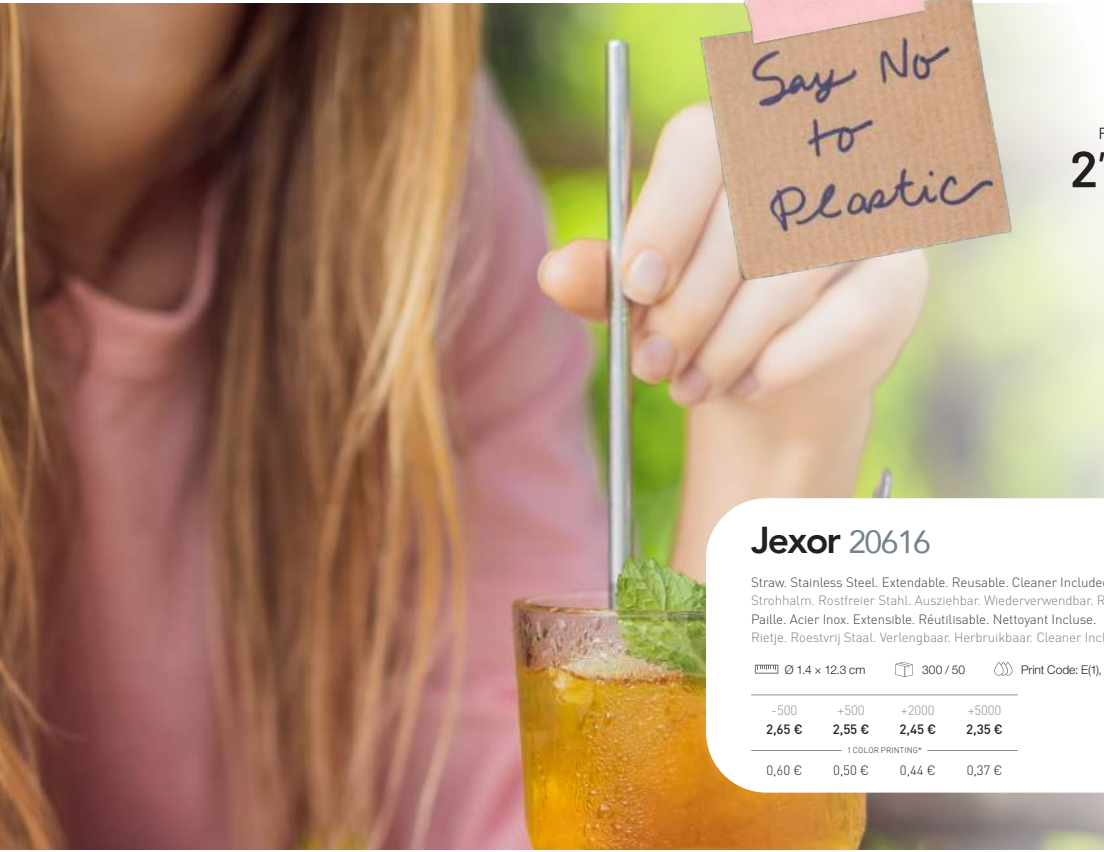 Say No
to
Plastic
Jexor 20616
Straw. Stainless Steel. Extendable. Reusable. Cleaner
Strohhalm. Rostfreier Stahl. Ausziehbar. Wiederverwendbar.
Paille. Acier Inox. Extensible. Réutilisable. Nettoyant Incluse.
Rietje. Roestvrij Staal. Verlengbaar. Herbruikbaar. Cleaner
Ø 1.4 × 12.3 cm 300 / 50 Print Code: E(1),
-500 +500 +2000 +5000
2,65 € 2,55 € 2,45 € 2,35 €
1 COLOR PRINTING*
0,60 € 0,50 € 0,44 € 0,37 €